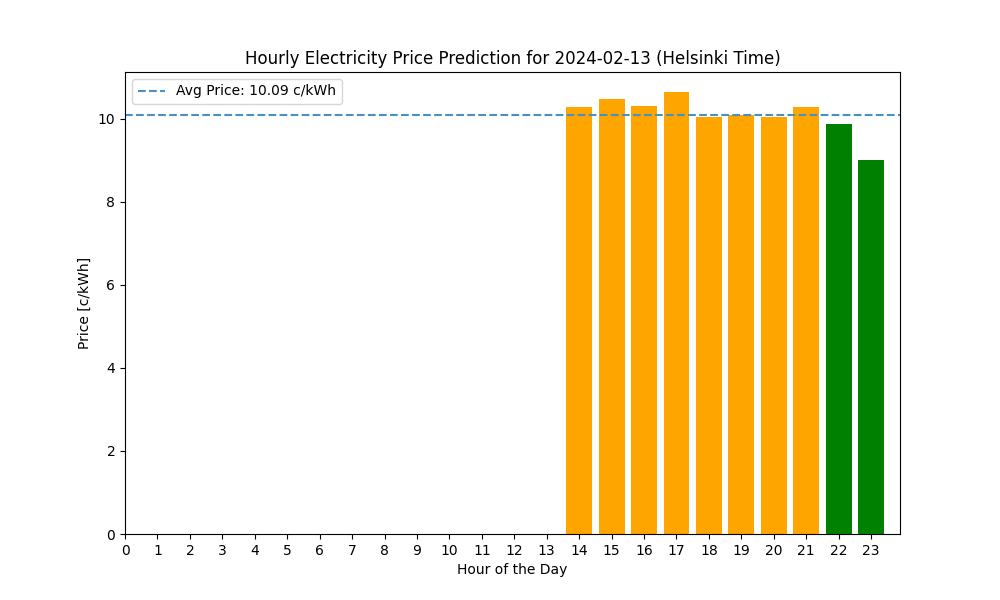 Hourly Electricity Price Prediction for 2024-02-13 (Helsinki Time)
Avg Price: 10.09 c/kWh
Price [c/kWh]
10
8
6
4
2
0
0 1 2 3 4 5 6 7 8 9 10 11 12 13 14 15 16 17 18 19 20 21 22 23
Hour of the Day